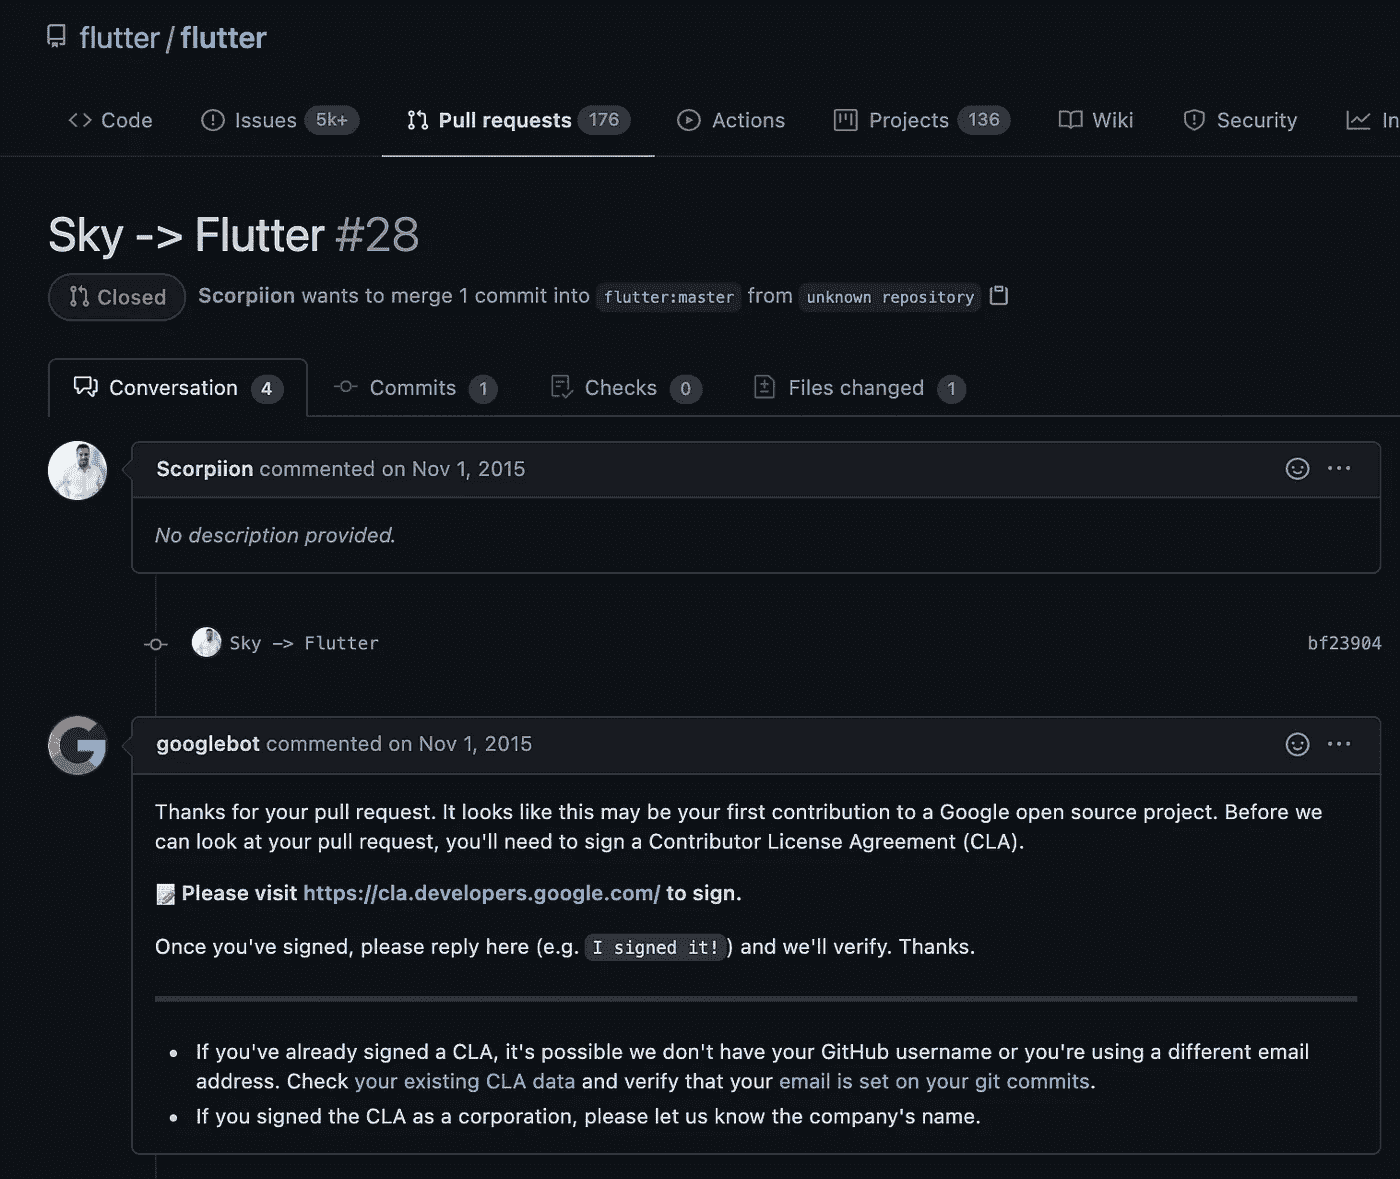 flutter / flutter
Code Issues 5k+ Pull requests 176 Actions Projects 136 Wiki Security In
Sky -> Flutter #28
Closed Scorpiion wants to merge 1 commit into flutter:master from unknown repository
Conversation 4 Commits 1 Checks 0 Files changed 1
Scorpiion commented on Nov 1, 2015
No description provided.
Sky -> Flutter bf23904
googlebot commented on Nov 1, 2015
Thanks for your pull request. It looks like this may be your first contribution to a Google open source project. Before we
can look at your pull request, you'll need to sign a Contributor License Agreement (CLA).
📝 Please visit https://cla.developers.google.com/ to sign.
Once you've signed, please reply here (e.g. I signed it!) and we'll verify. Thanks.
• If you've already signed a CLA, it's possible we don't have your GitHub username or you're using a different email
address. Check your existing CLA data and verify that your email is set on your git commits.
• If you signed the CLA as a corporation, please let us know the company's name.